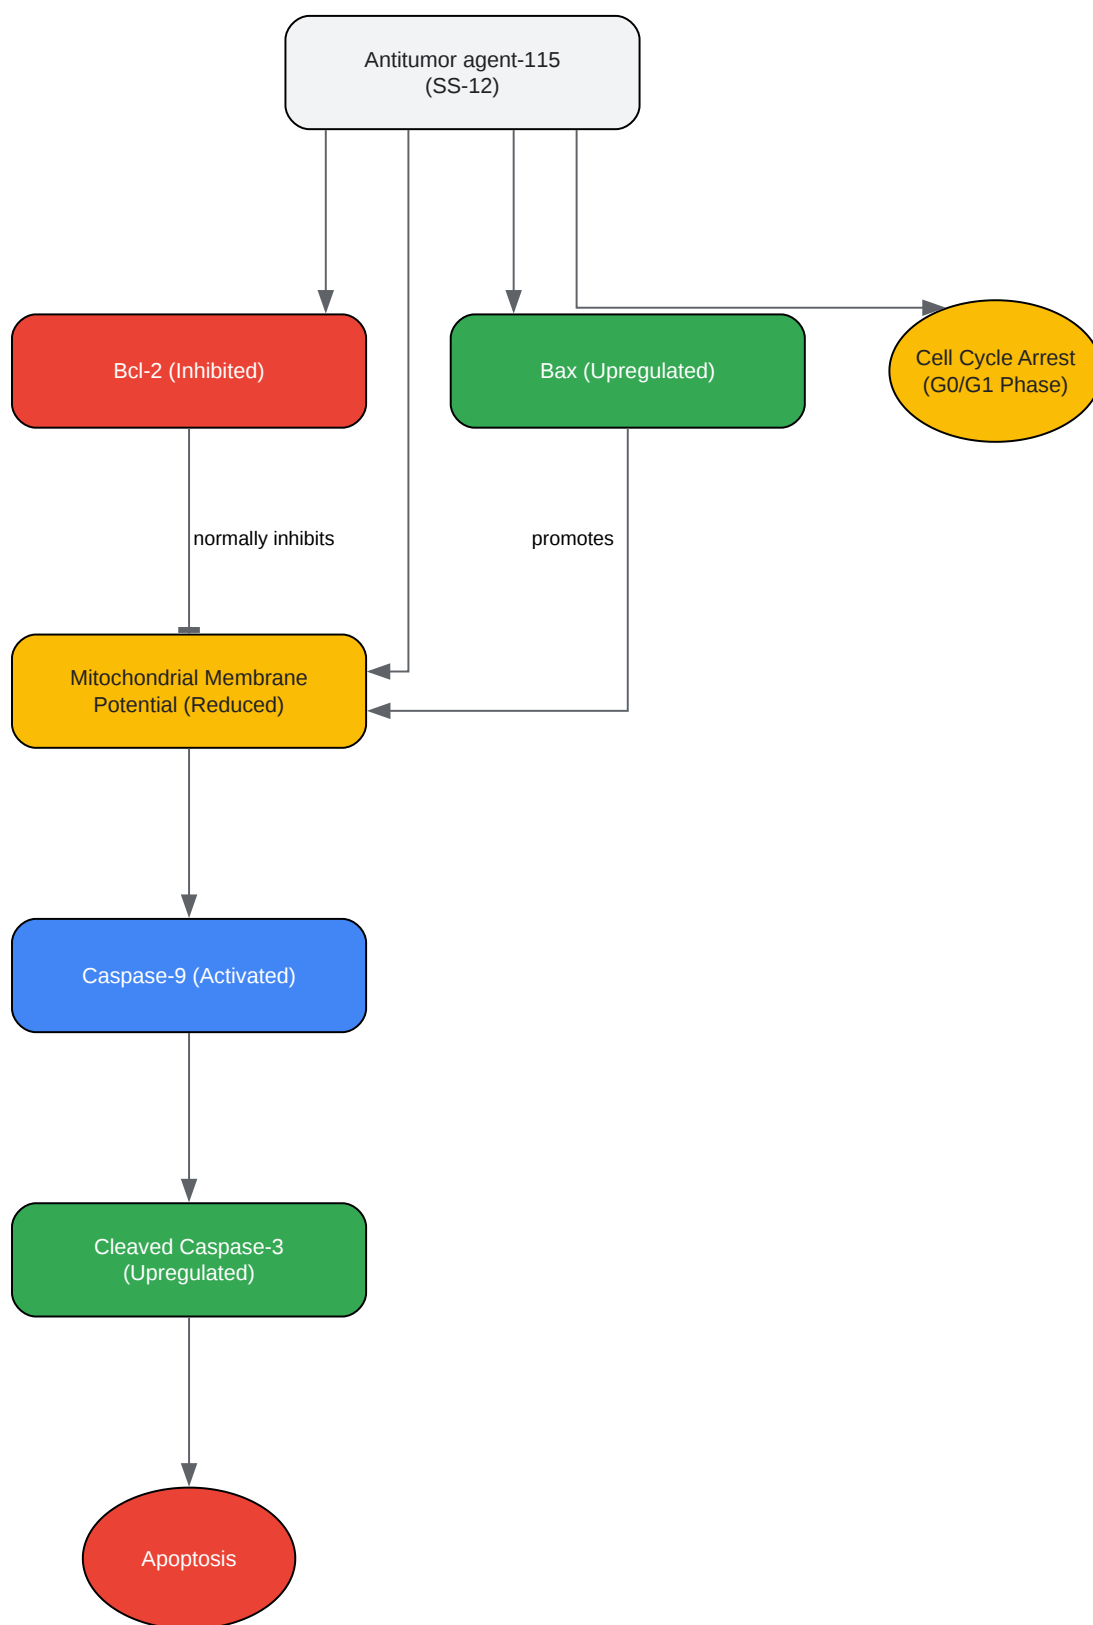 Antitumor agent-115
(SS-12)
Bcl-2 (Inhibited)
Bax (Upregulated)
Cell Cycle Arrest
(G0/G1 Phase)
normally inhibits
promotes
Mitochondrial Membrane
Potential (Reduced)
Caspase-9 (Activated)
Cleaved Caspase-3
(Upregulated)
Apoptosis